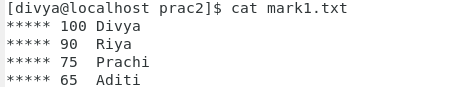 [divya@localhost prac2]$ cat mark1.txt
***** 100 Divya
***** 90  Riya
***** 75  Prachi
***** 65  Aditi